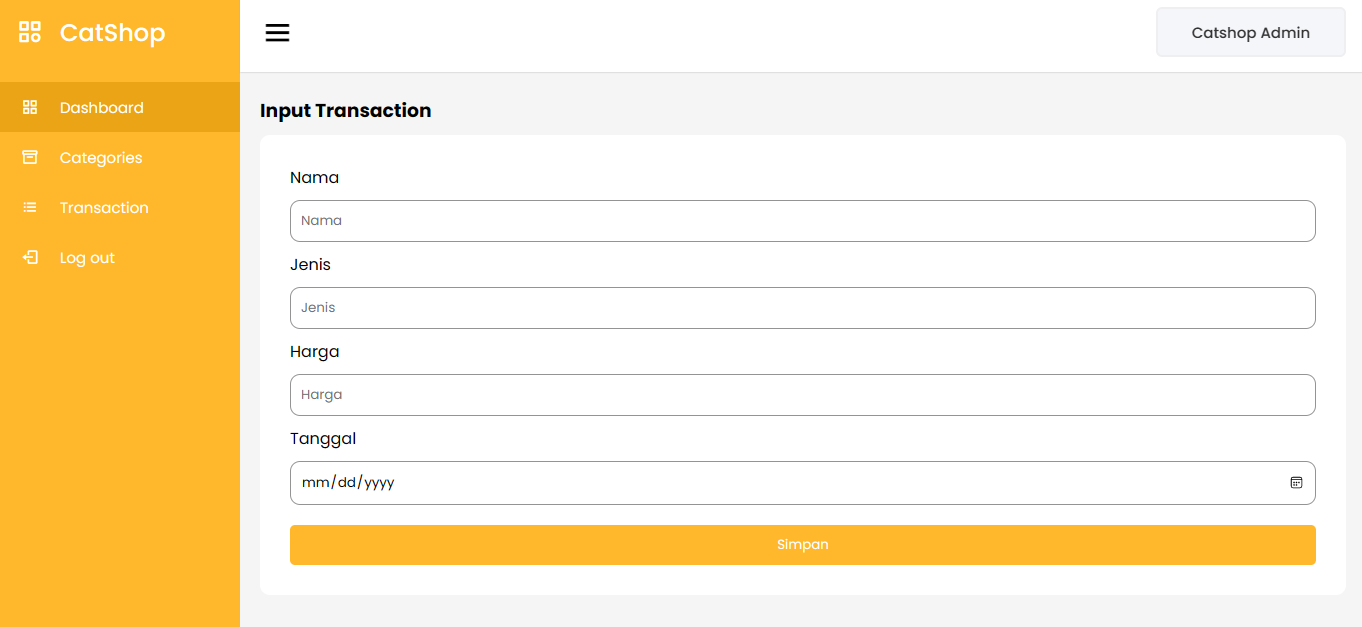 CatShop
Dashboard
Categories
Transaction
Log out
Catshop Admin
Input Transaction
Nama
Nama
Jenis
Jenis
Harga
Harga
Tanggal
mm/dd/yyyy
Simpan